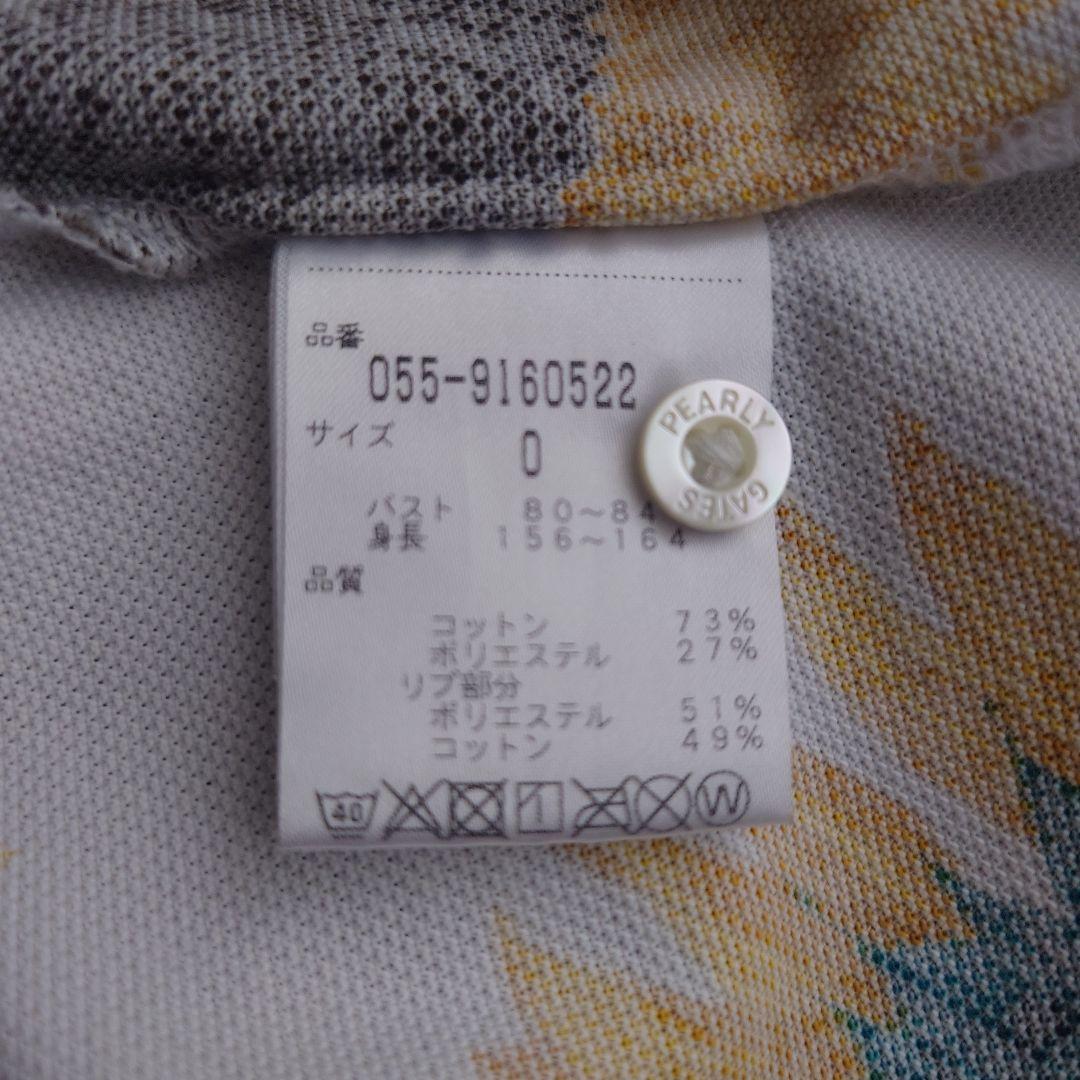 品番
055-9160522
サイズ
0
バスト 80～84
身長 156～164
品質
コットン 73%
ポリエステル 27%
リブ部分
ポリエステル 51%
コットン 49%
40
W
PEARLY
GATES